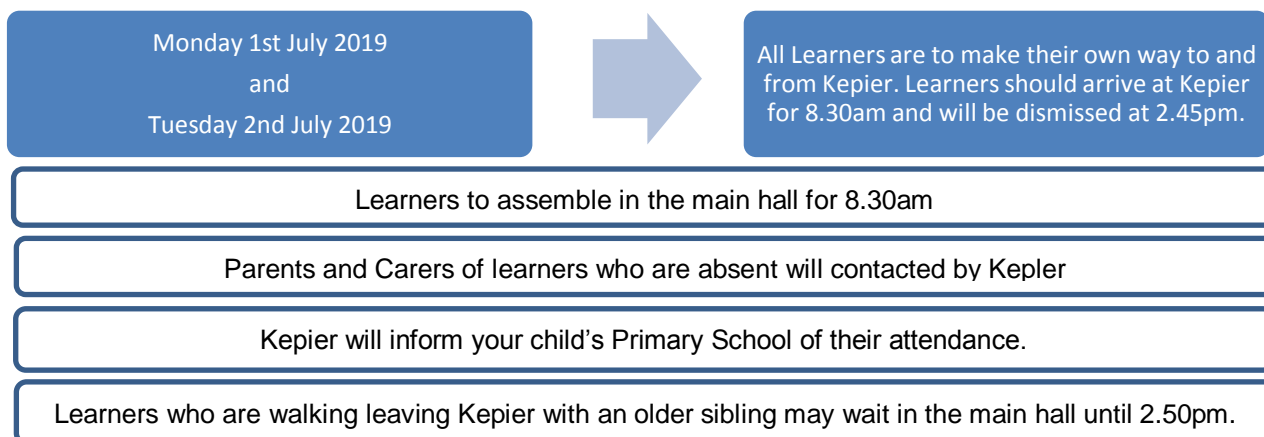 Monday 1st July 2019
and
Tuesday 2nd July 2019
All Learners are to make their own way to and
from Kepier. Learners should arrive at Kepier
for 8.30am and will be dismissed at 2.45pm.
Learners to assemble in the main hall for 8.30am
Parents and Carers of learners who are absent will contacted by Kepler
Kepier will inform your child’s Primary School of their attendance.
Learners who are walking leaving Kepier with an older sibling may wait in the main hall until 2.50pm.